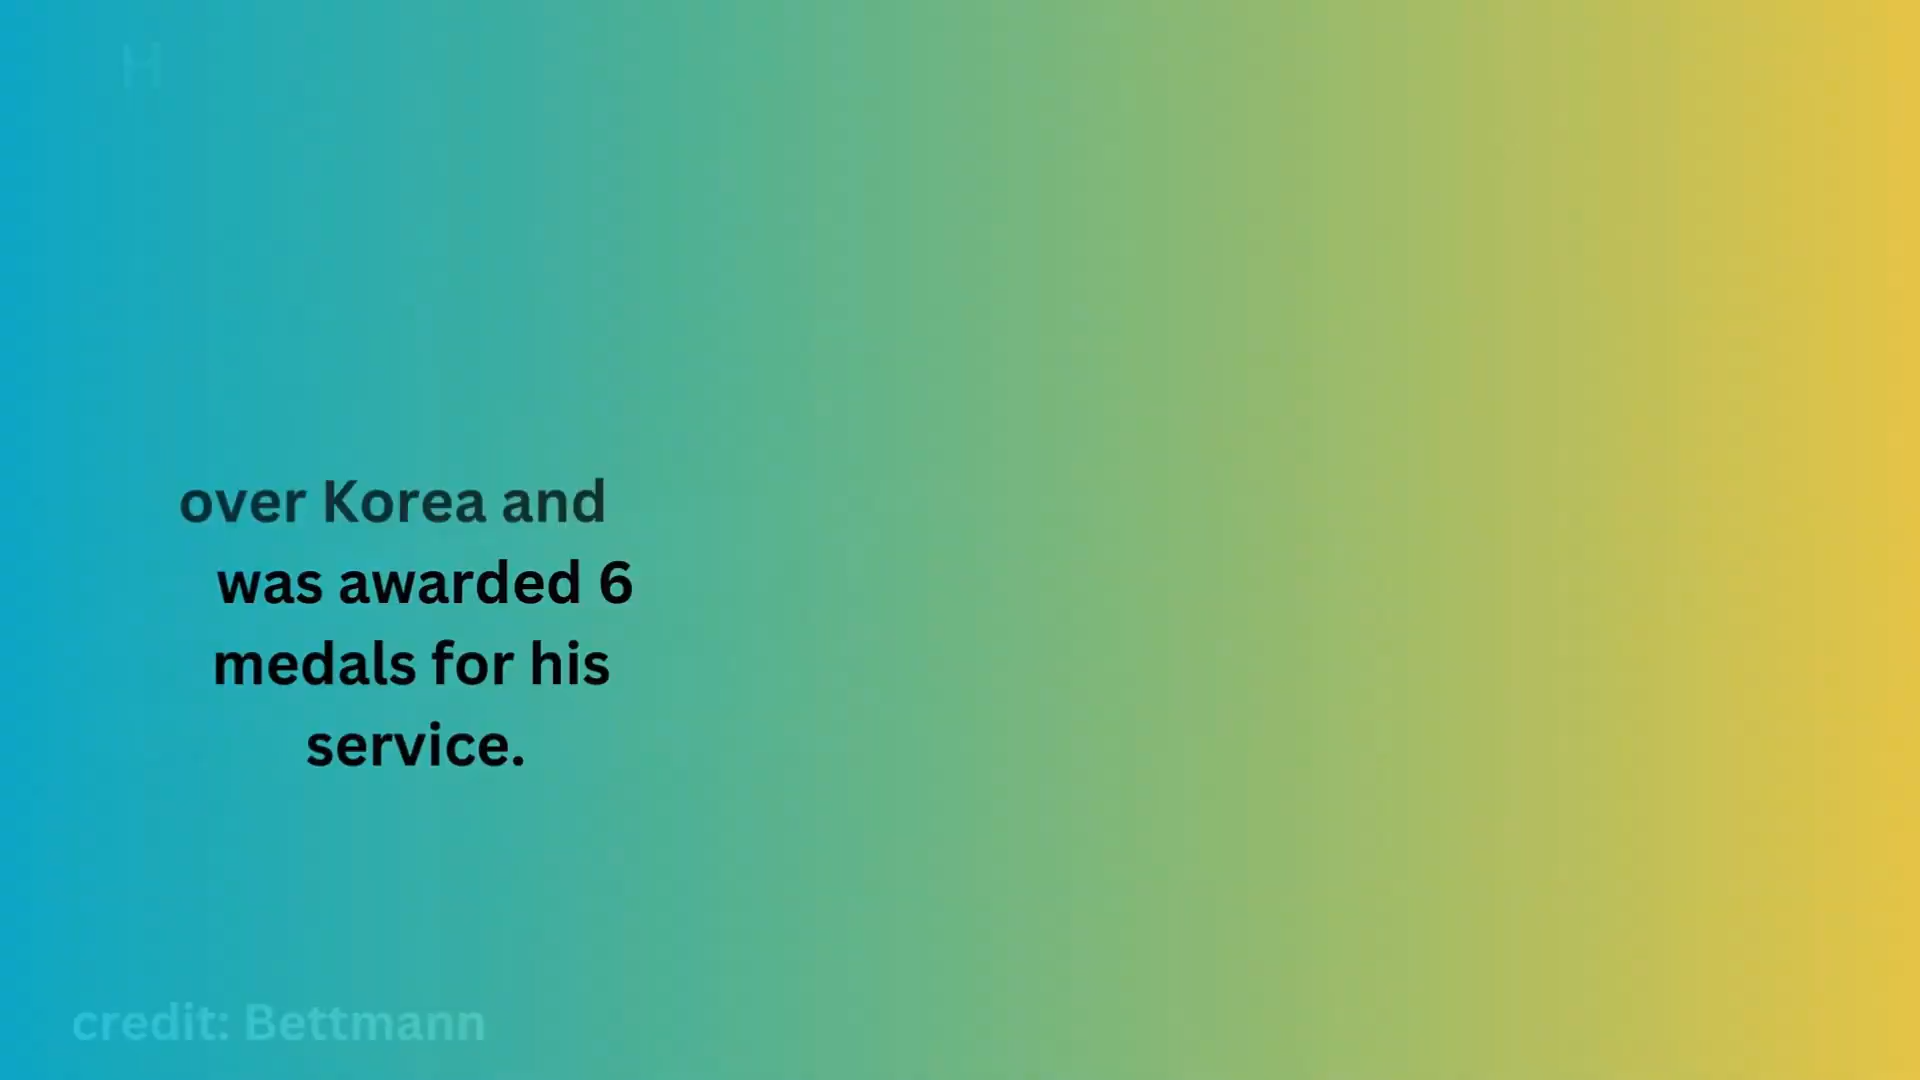 H
over Korea and
was awarded 6
medals for his
service.
credit: Bettmann